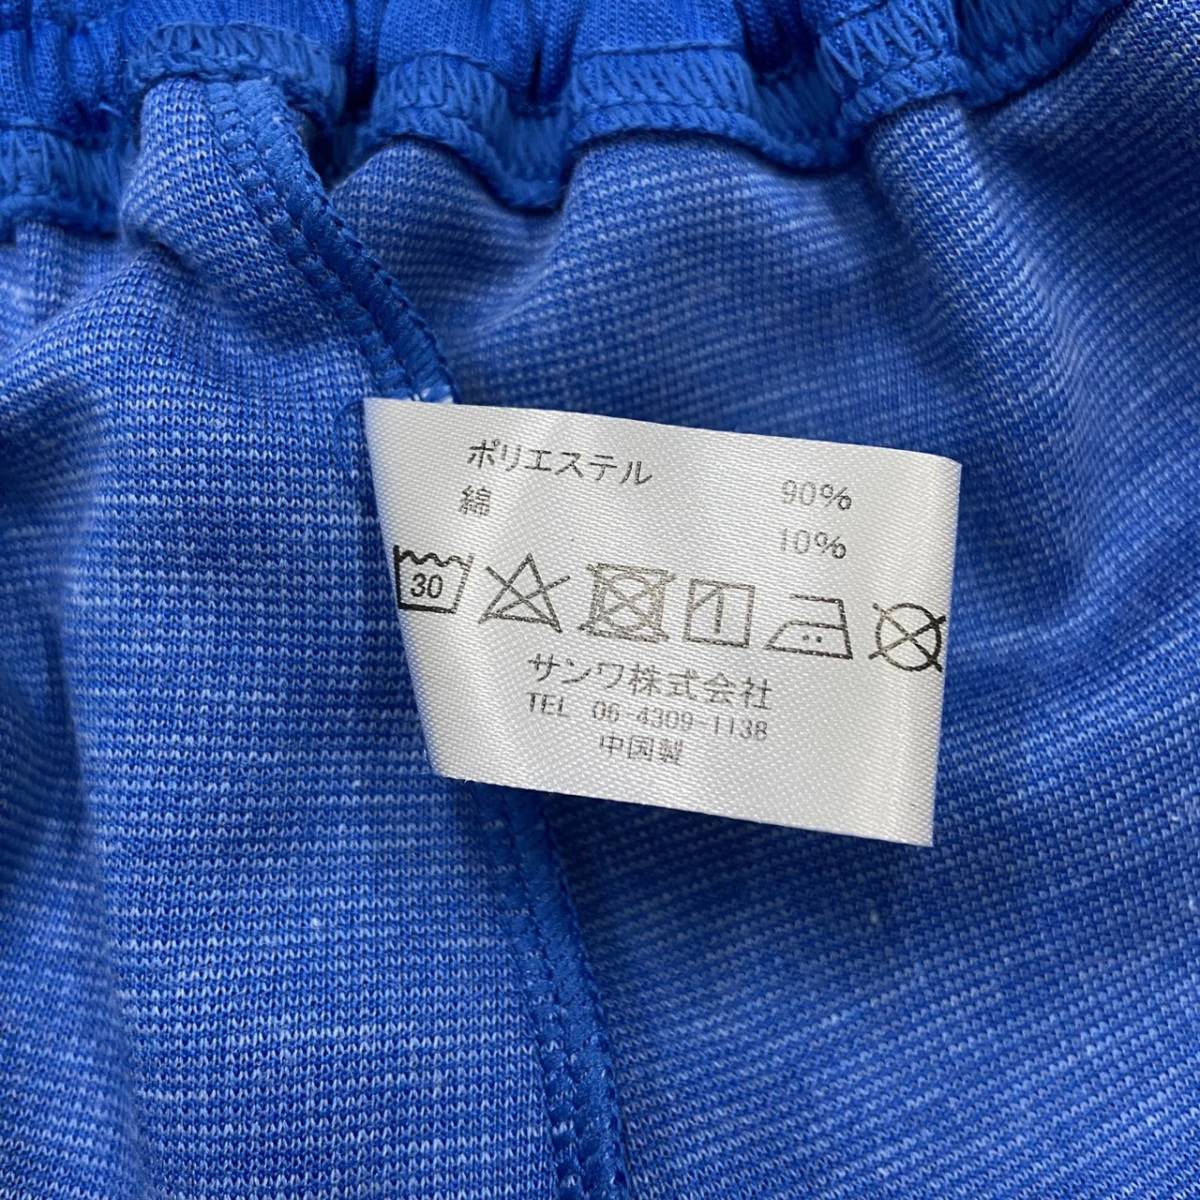 ポリエステル 90%
綿 10%
30
サンワ株式会社
TEL 06-4309-1138
中国製